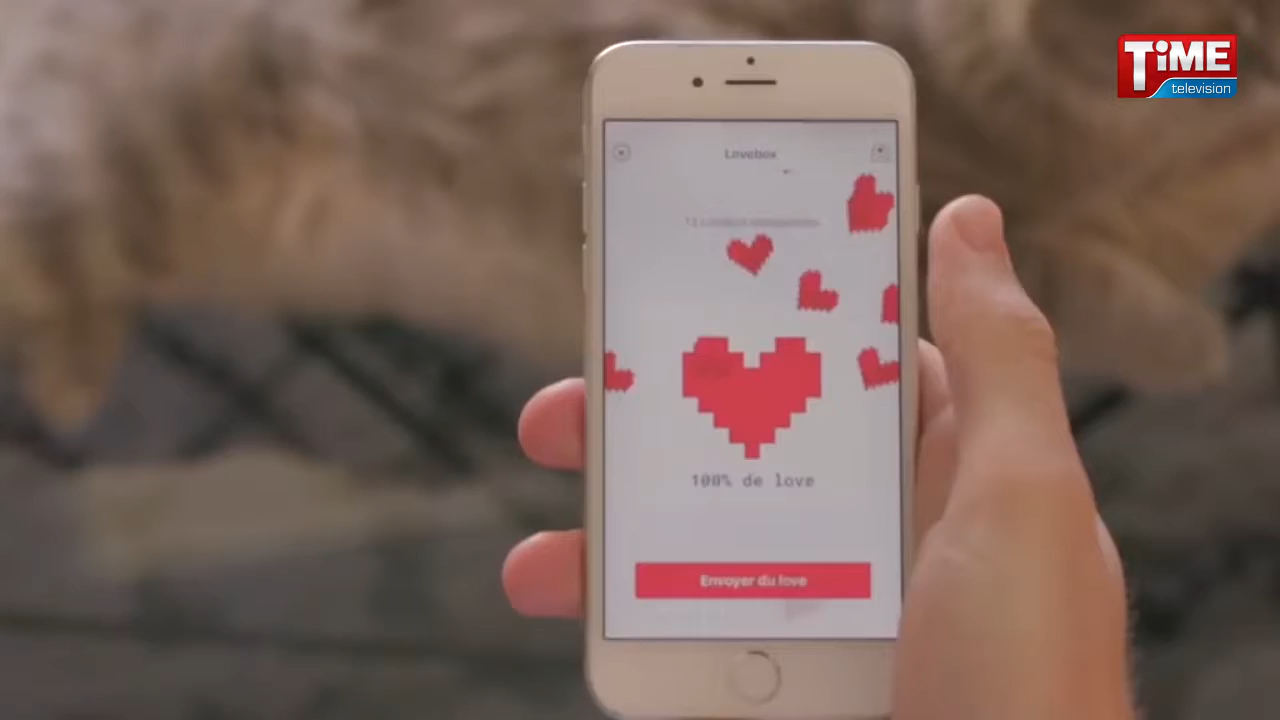 TiME
television
Lovebox
100% de love
Envoyer du love